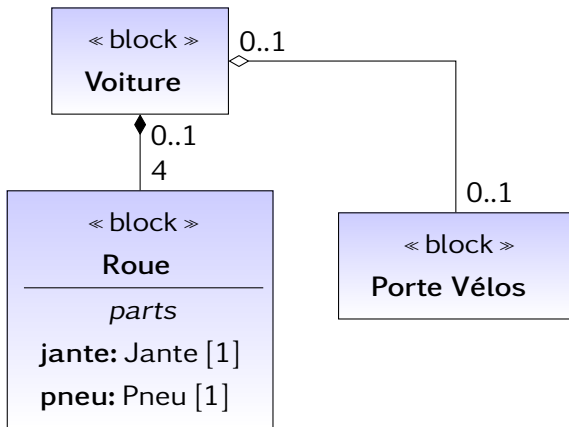 « block »
Voiture
0..1
0..1
4
« block »
Roue
parts
jante: Jante [1]
pneu: Pneu [1]
0..1
« block »
Porte Vélos